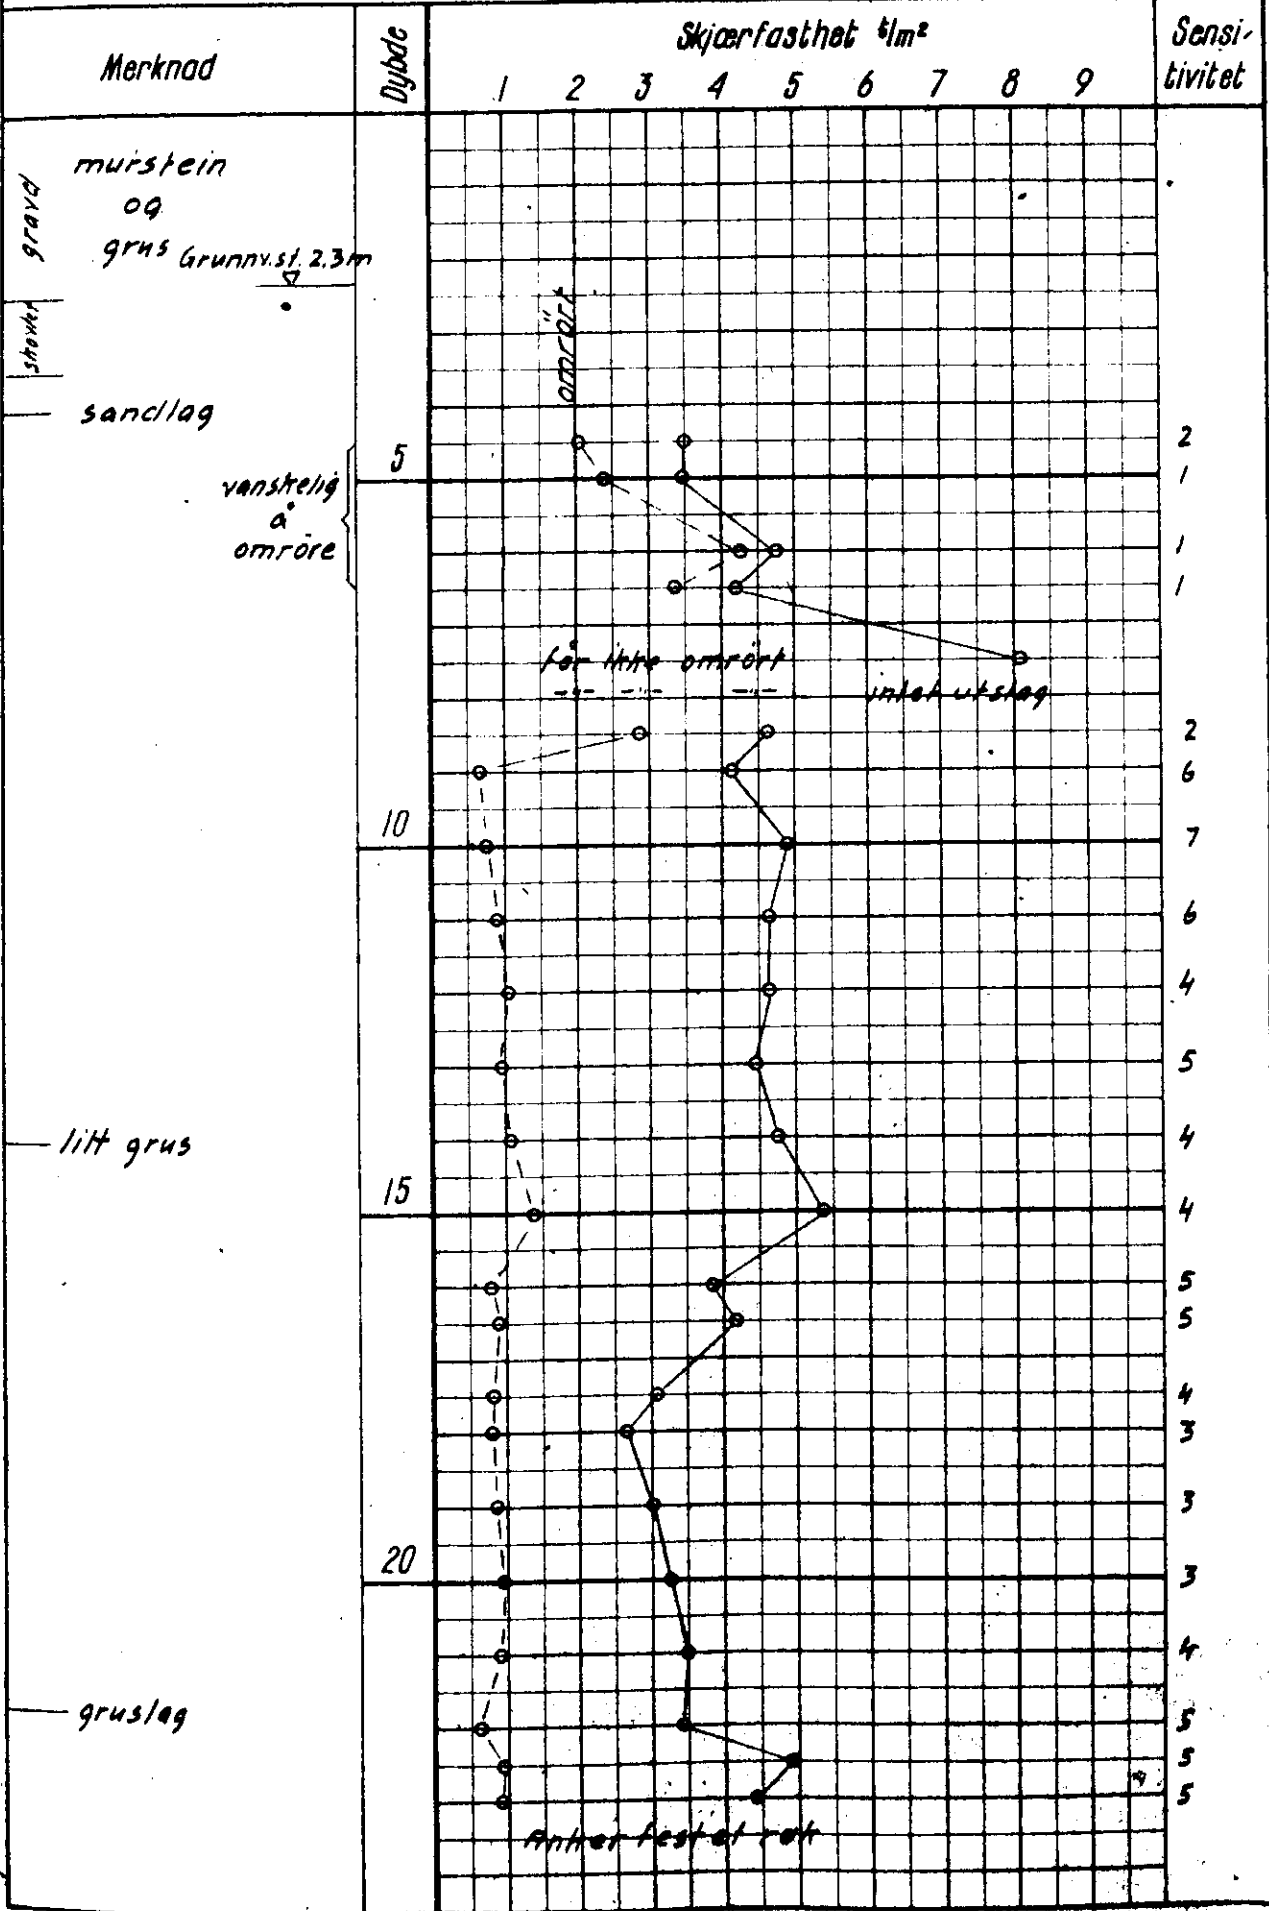 Merknad
Dybde
Skjærfasthet t/m²
Sensi-
tivitet
1 2 3 4 5 6 7 8 9
gravd
murstein
og
grus
Grunnv.st. 2.3m
omrört
sandlag
2
5
1
vanskelig
å
omröre
1
1
får ikke omrört
intet utslag
2
6
10
7
6
4
5
litt grus
4
15
4
5
5
4
3
3
20
3
4
gruslag
5
5
5